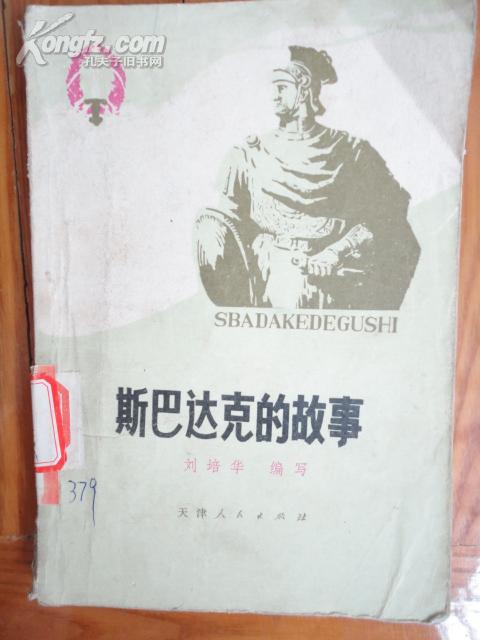 Kongfz.com
孔夫子旧书网
SBADAKEDEGUSHI
斯巴达克的故事
刘培华 编写
天津人民出版社
379